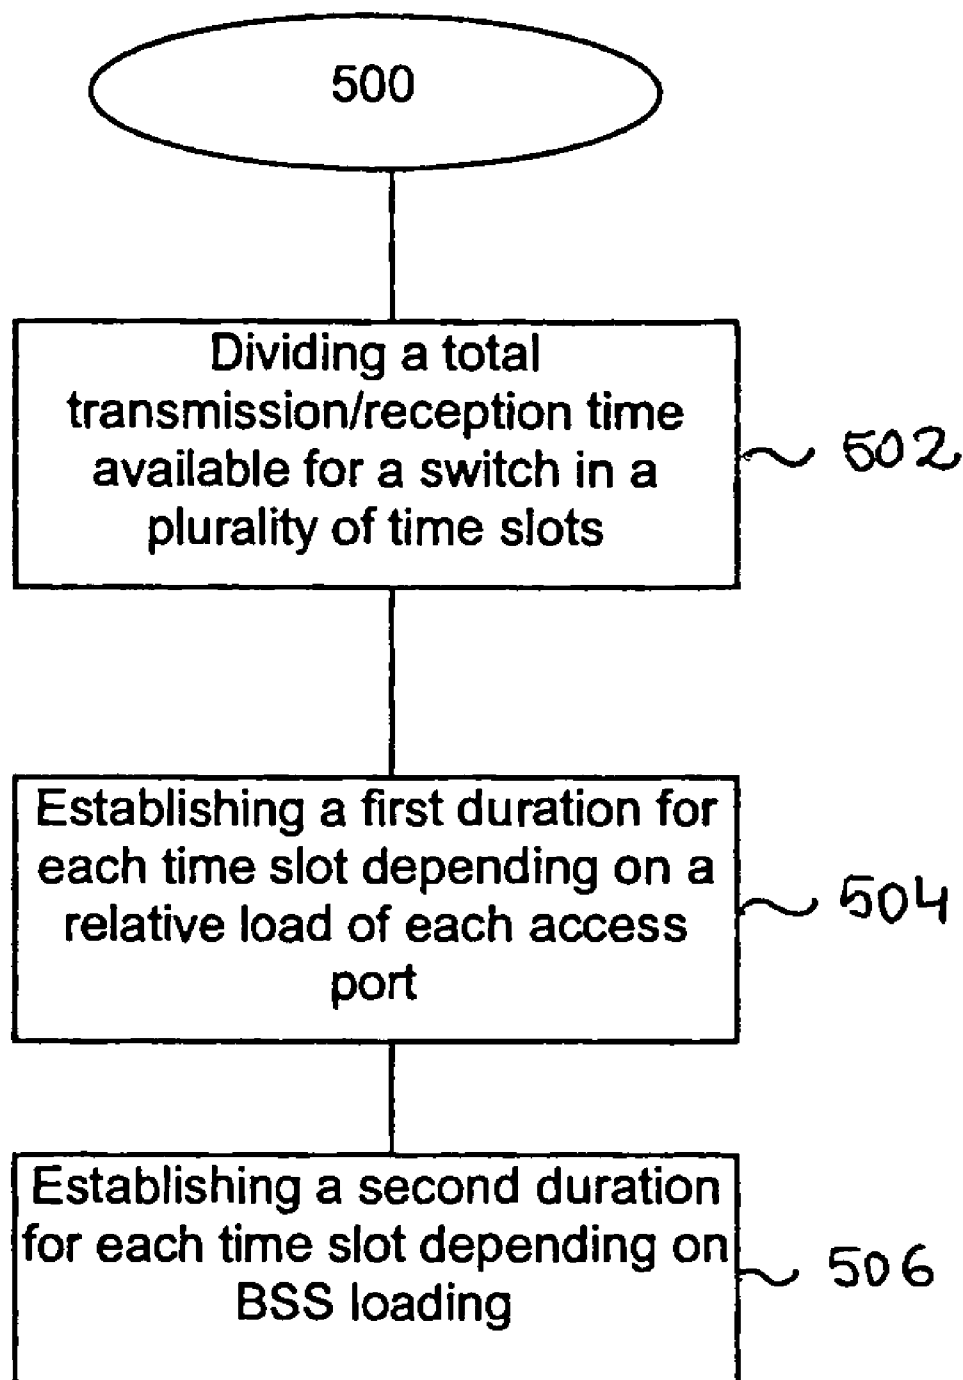 500
Dividing a total
transmission/reception time
available for a switch in a
plurality of time slots
502
Establishing a first duration for
each time slot depending on a
relative load of each access
port
504
Establishing a second duration
for each time slot depending on
BSS loading
506